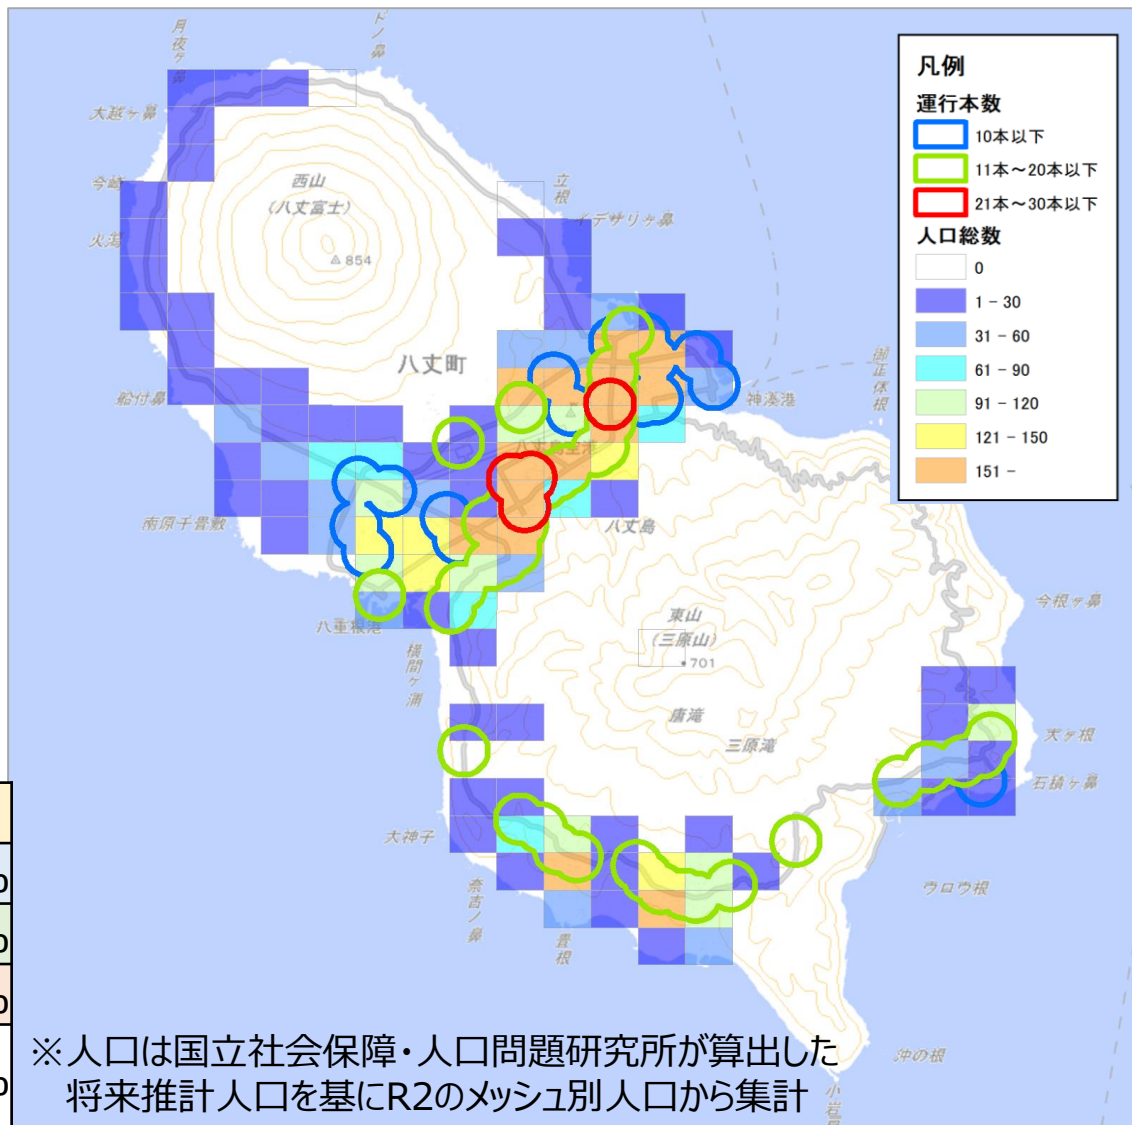 月夜ヶ鼻
ドノ鼻
大越ヶ鼻
今崎
火潟
西山
(八丈富士)
854
立根
イデサリヶ鼻
凡例
運行本数
10本以下
11本～20本以下
21本～30本以下
人口総数
0
1 - 30
31 - 60
61 - 90
91 - 120
121 - 150
151 -
八丈町
船付鼻
神湊港
御正体根
八丈島空港
南原千畳敷
八丈島
八重根港
横間ヶ浦
東山
(三原山)
701
唐滝
三原滝
今根ヶ鼻
大ヶ根
石積ヶ鼻
大神子
ウロウ根
沖の根
小岩
※人口は国立社会保障・人口問題研究所が算出した
将来推計人口を基にR2のメッシュ別人口から集計